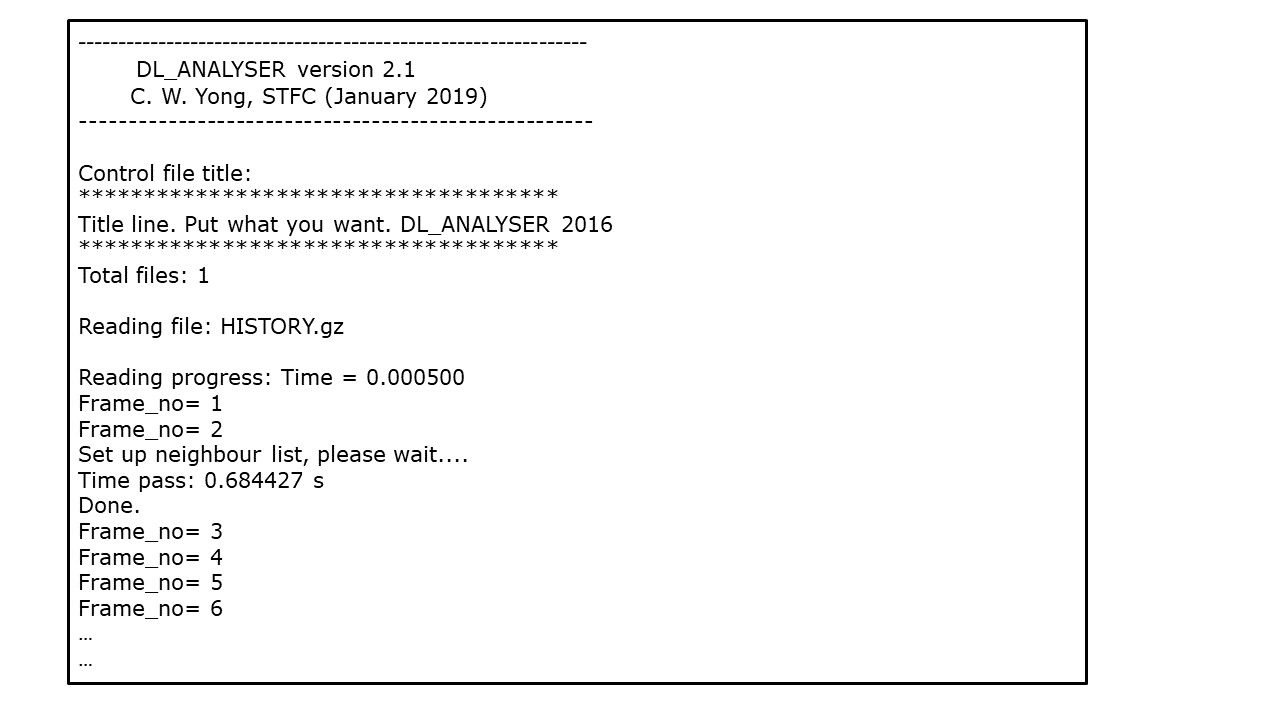 ----------------------------------------------------------------
DL_ANALYSER version 2.1
C. W. Yong, STFC (January 2019)
----------------------------------------------------
Control file title:
*************************************
Title line. Put what you want. DL_ANALYSER 2016
*************************************
Total files: 1
Reading file: HISTORY.gz
Reading progress: Time = 0.000500
Frame_no= 1
Frame_no= 2
Set up neighbour list, please wait....
Time pass: 0.684427 s
Done.
Frame_no= 3
Frame_no= 4
Frame_no= 5
Frame_no= 6
…
…